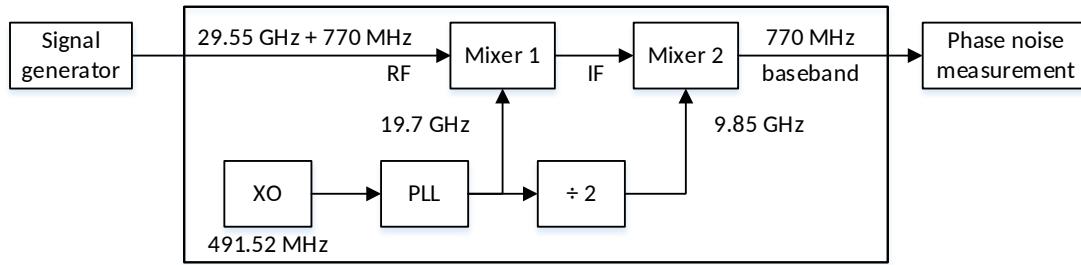 Signal
generator
29.55 GHz + 770 MHz
RF
Mixer 1
IF
Mixer 2
770 MHz
baseband
Phase noise
measurement
19.7 GHz
9.85 GHz
XO
PLL
÷ 2
491.52 MHz